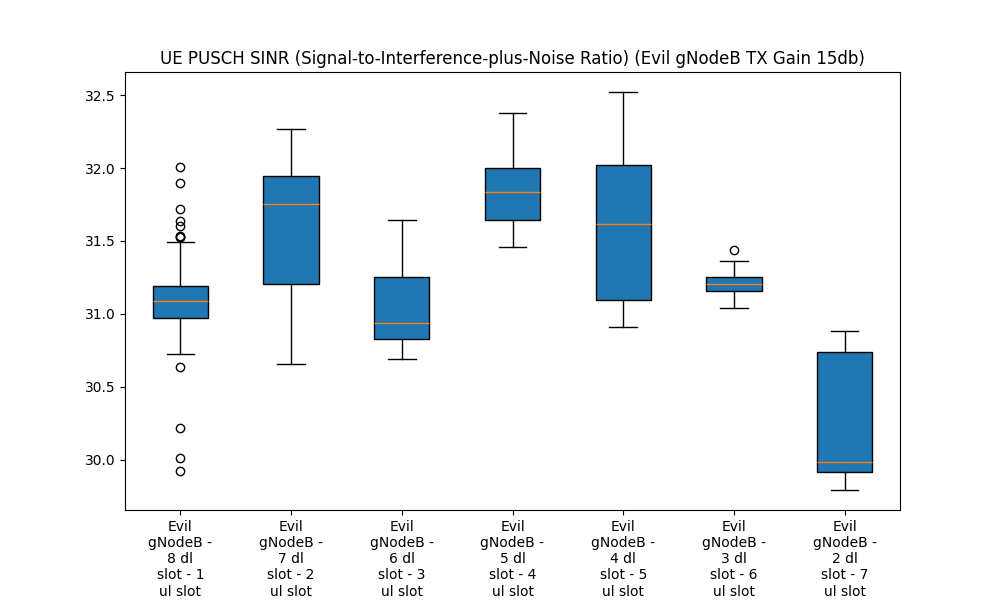 UE PUSCH SINR (Signal-to-Interference-plus-Noise Ratio) (Evil gNodeB TX Gain 15db)
32.5
32.0
31.5
31.0
30.5
30.0
Evil
gNodeB -
8 dl
slot - 1
ul slot
Evil
gNodeB -
7 dl
slot - 2
ul slot
Evil
gNodeB -
6 dl
slot - 3
ul slot
Evil
gNodeB -
5 dl
slot - 4
ul slot
Evil
gNodeB -
4 dl
slot - 5
ul slot
Evil
gNodeB -
3 dl
slot - 6
ul slot
Evil
gNodeB -
2 dl
slot - 7
ul slot